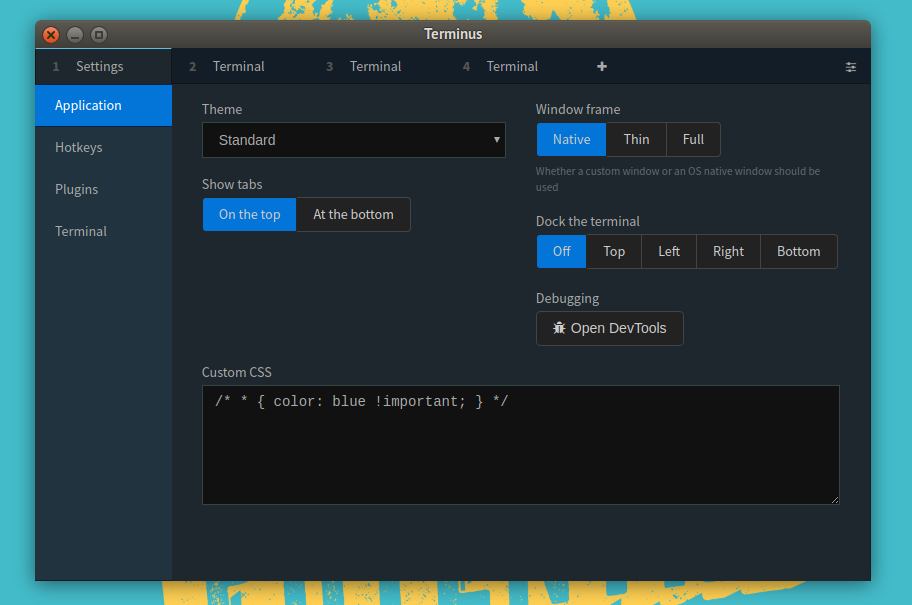 Terminus
1 Settings 2 Terminal 3 Terminal 4 Terminal +
Application
Hotkeys
Plugins
Terminal
Theme
Standard
Show tabs
On the top At the bottom
Window frame
Native Thin Full
Whether a custom window or an OS native window should be
used
Dock the terminal
Off Top Left Right Bottom
Debugging
Open DevTools
Custom CSS
/* * { color: blue !important; } */